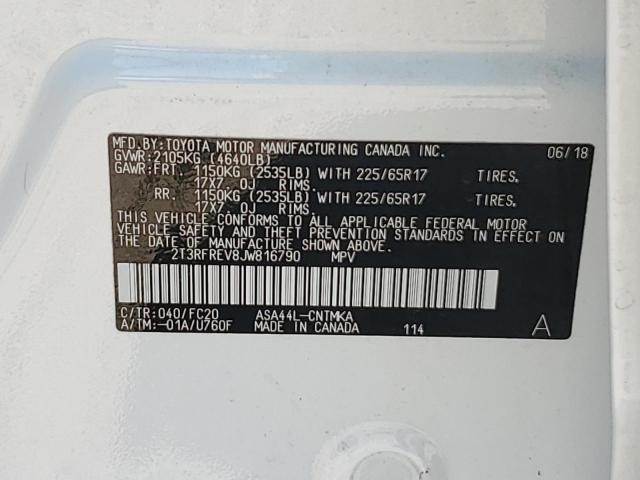 MFD.BY:TOYOTA MOTOR MANUFACTURING CANADA INC. 06/18
GVWR:2105KG (4640LB)
GAWR:FRT. 1150KG (2535LB) WITH 225/65R17 TIRES.
17X7 0J RIMS.
RR. 1150KG (2535LB) WITH 225/65R17 TIRES.
17X7 0J RIMS.
THIS VEHICLE CONFORMS TO ALL APPLICABLE FEDERAL MOTOR
VEHICLE SAFETY AND THEFT PREVENTION STANDARDS IN EFFECT ON
THE DATE OF MANUFACTURE SHOWN ABOVE.
2T3RFREV8JW816790 MPV
C/TR:040/FC20 ASA44L-CNTMKA
A/TM:-01A/U760F MADE IN CANADA 114 A